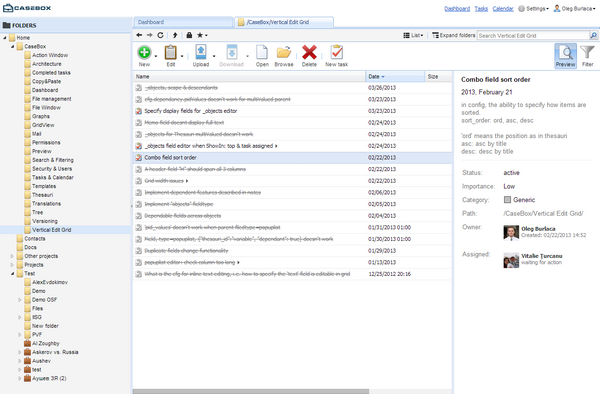 CASEBOX
Dashboard Tasks Calendar Settings Oleg Burlaca
FOLDERS
Home
CaseBox
Action Window
Architecture
Completed tasks
Copy&Paste
Dashboard
File management
File Window
Graphs
GridView
Mail
Permissions
Preview
Search & Filtering
Security & Users
Tasks & Calendar
Templates
Thesauri
Translations
Tree
Versioning
Vertical Edit Grid
Contacts
Docs
Other projects
Projects
Test
AlexEvdokimov
Demo
Demo OSF
Files
ISG
New folder
PVF
Al Zoughby
Askerov vs. Russia
Aushev
test
Аушев ЗЯ (2)
Dashboard /CaseBox/Vertical Edit Grid
List Expand folders Search Vertical Edit Grid
New Edit Upload Download Open Browse Delete New task Preview Filter
Name Date Size
_objects, scope & descendants 03/26/2013
cfg dependancy.pidValues doesn't work for multiValued parent 03/23/2013
Specify display fields for _objects editor 03/23/2013
Memo field doesnt display full text 02/24/2013
_objects for Thesauri multiValued doesn't work 02/24/2013
_objects field editor when ShowIn: top & task assigned 02/24/2013
Combo field sort order 02/22/2013
A header field "H" should span all 3 columns 02/22/2013
Grid width issues 02/22/2013
Implement dependent features described in notes 02/06/2013
Implement "objects" fieldtype 02/05/2013
Dependable fields across objects 02/04/2013
'pid_values' doesn't work when parent filedtype=popuplist 01/31/2013 01:00
Field_type=popuplist, {"thesauri_id":"variable", "dependant": true} doesn't work 01/30/2013 01:00
Duplicate fields change functionality 01/29/2013
popuplist editor: check column too long 01/13/2013
What is the cfg for inline text editing, i.e. how to specify the 'text' field is editable in grid 12/25/2012 20:16
Combo field sort order
2013, February 21
in config, the ability to specify how items are
sorted.
sort_order: ord, asc, desc
'ord' means the position as in thesauri
asc: asc by title
desc: desc by title
Status: active
Importance: Low
Category: Generic
Path: /CaseBox/Vertical Edit Grid/
Owner: Oleg Burlaca
Created: 02/22/2013 14:52
Assigned: Vitalie Țurcanu
waiting for action